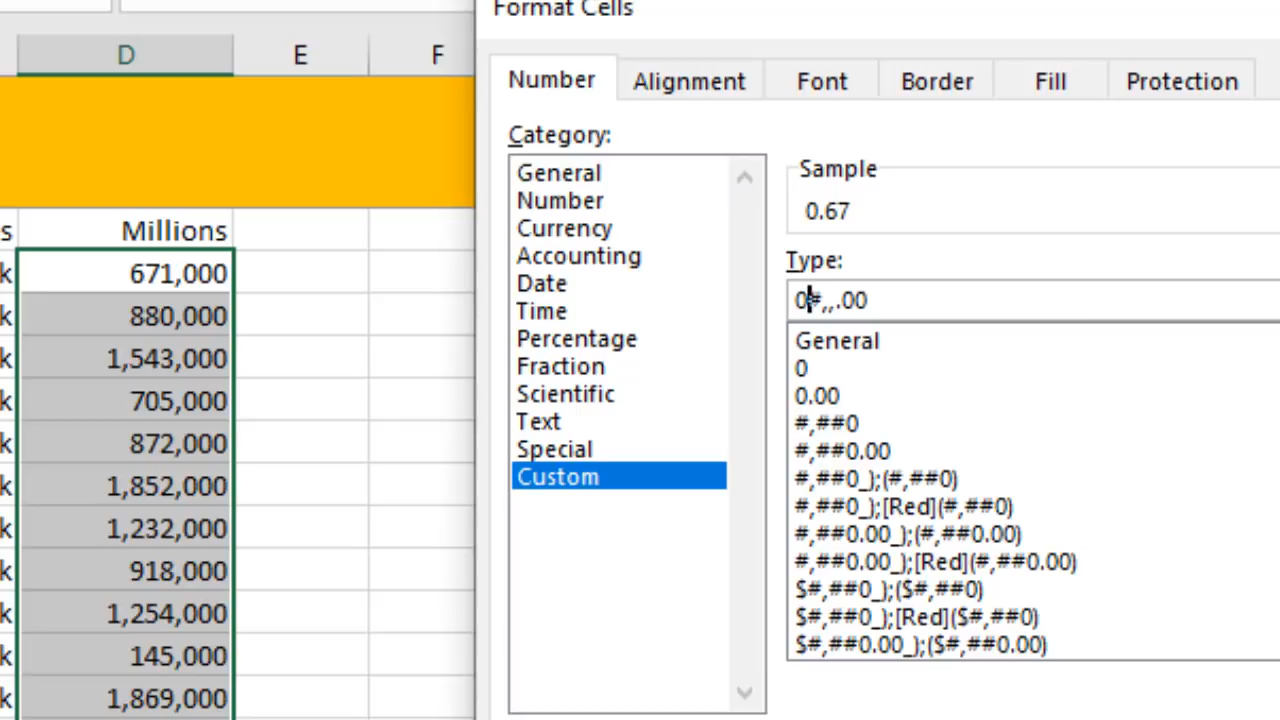 Format Cells
D E F
Number Alignment Font Border Fill Protection
Category:
General
Number
Currency
Accounting
Date
Time
Percentage
Fraction
Scientific
Text
Special
Custom
Sample
0.67
Type:
0#,,.00
General
0
0.00
#,##0
#,##0.00
#,##0_);(#,##0)
#,##0_);[Red](#,##0)
#,##0.00_);(#,##0.00)
#,##0.00_);[Red](#,##0.00)
$#,##0_);($#,##0)
$#,##0_);[Red]($#,##0)
$#,##0.00_);($#,##0.00)
s Millions
k 671,000
k 880,000
k 1,543,000
k 705,000
k 872,000
k 1,852,000
k 1,232,000
k 918,000
k 1,254,000
k 145,000
k 1,869,000